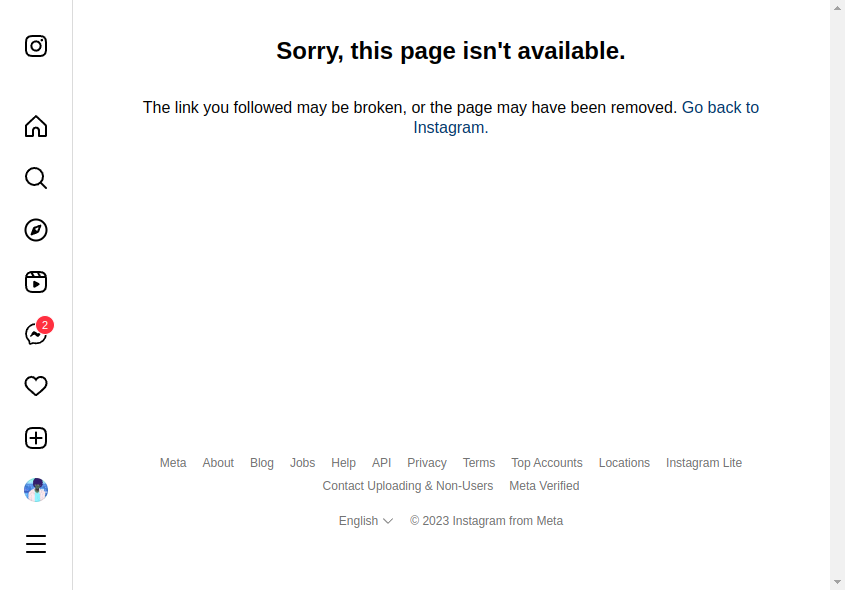 Sorry, this page isn't available.
The link you followed may be broken, or the page may have been removed. Go back to
Instagram.
2
Meta About Blog Jobs Help API Privacy Terms Top Accounts Locations Instagram Lite
Contact Uploading & Non-Users Meta Verified
English © 2023 Instagram from Meta